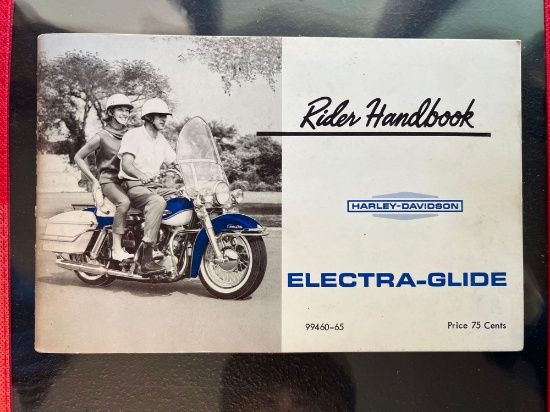 Rider Handbook
HARLEY-DAVIDSON
ELECTRA-GLIDE
99460-65
Price 75 Cents